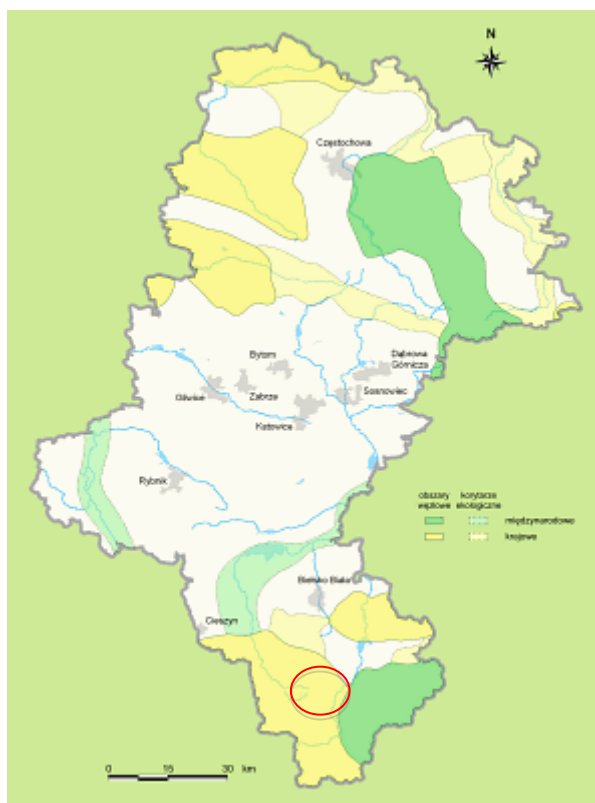 N
Częstochowa
Bytom
Dąbrowa
Górnicza
Gliwice
Zabrze
Sosnowiec
Katowice
Rybnik
obszary korytarze
węzłowe ekologiczne
międzynarodowe
krajowe
Bielsko Biała
Cieszyn
0 15 30 km